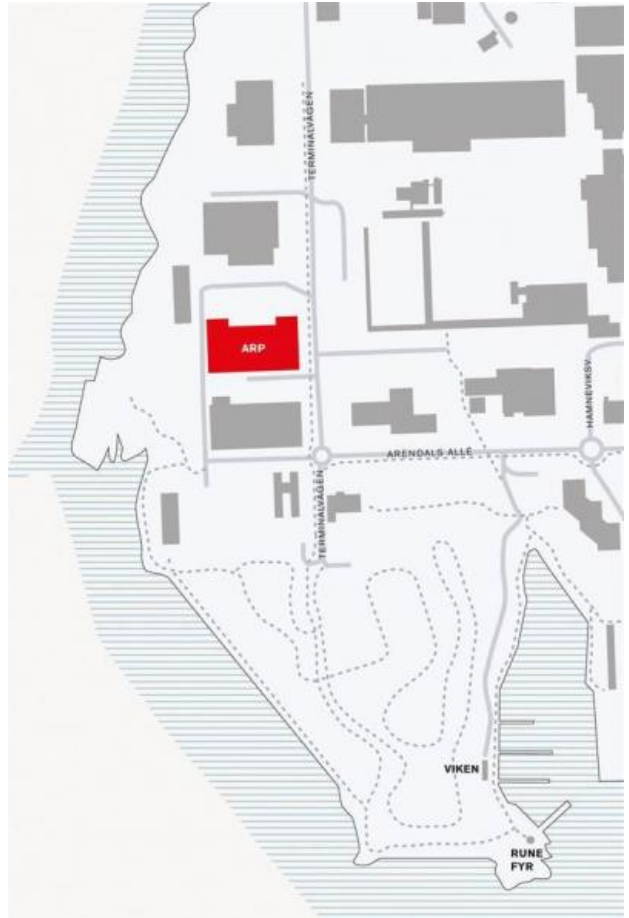 TERMINALVÄGEN
ARP
HAMNEVIKSV
ARENDALS ALLÉ
TERMINALVÄGEN
VIKEN
RUNE
FYR